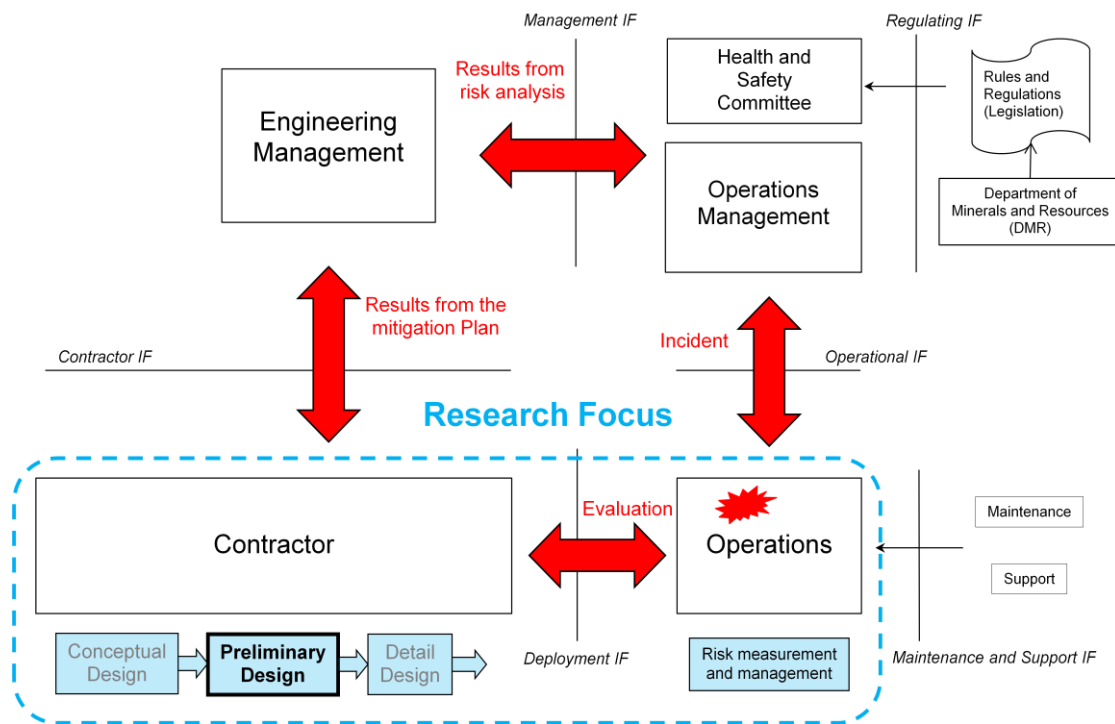 Management IF
Regulating IF
Results from
risk analysis
Engineering
Management
Health and
Safety
Committee
Rules and
Regulations
(Legislation)
Operations
Management
Department of
Minerals and Resources
(DMR)
Results from the
mitigation Plan
Incident
Contractor IF
Operational IF
Research Focus
Contractor
Evaluation
Operations
Maintenance
Support
Conceptual
Design
Preliminary
Design
Detail
Design
Deployment IF
Risk measurement
and management
Maintenance and Support IF